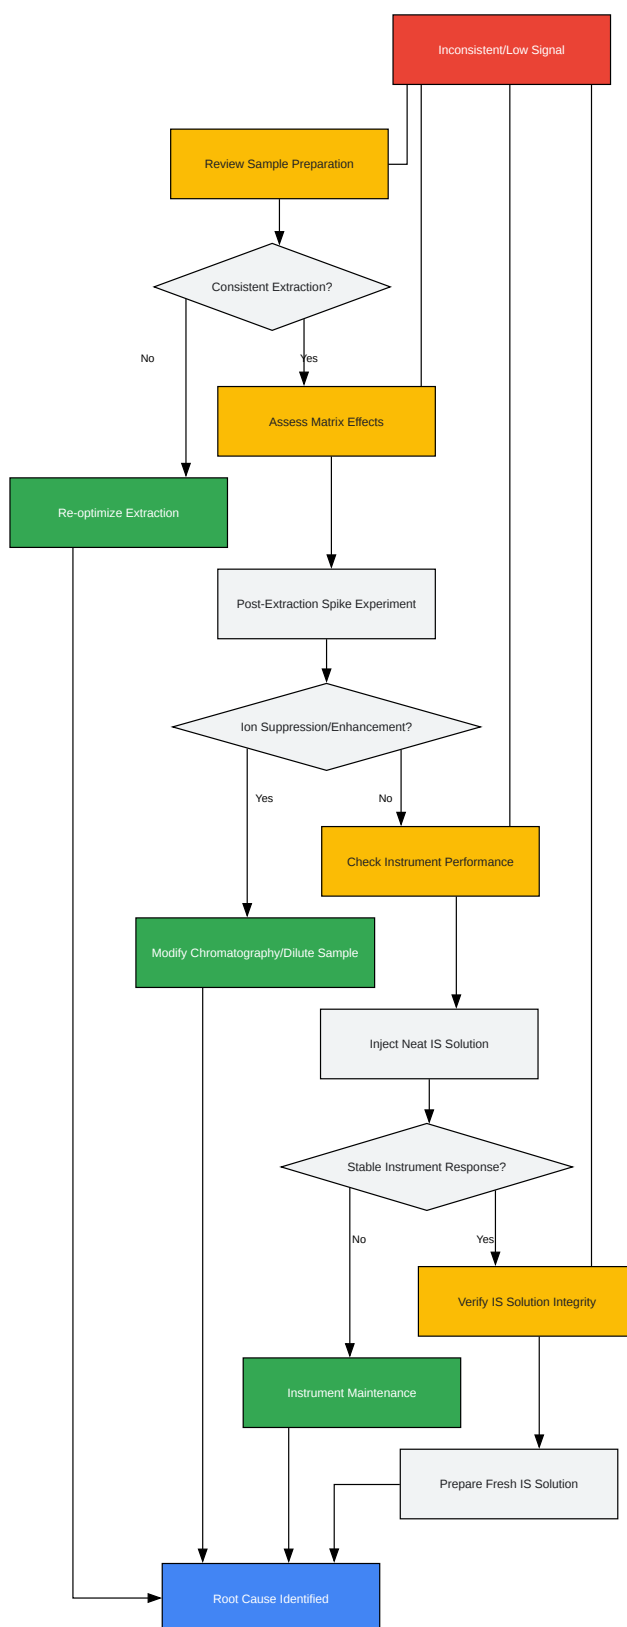 Inconsistent/Low Signal
Review Sample Preparation
Consistent Extraction?
No
Yes
Assess Matrix Effects
Re-optimize Extraction
Post-Extraction Spike Experiment
Ion Suppression/Enhancement?
Yes
No
Check Instrument Performance
Modify Chromatography/Dilute Sample
Inject Neat IS Solution
Stable Instrument Response?
No
Yes
Verify IS Solution Integrity
Instrument Maintenance
Prepare Fresh IS Solution
Root Cause Identified